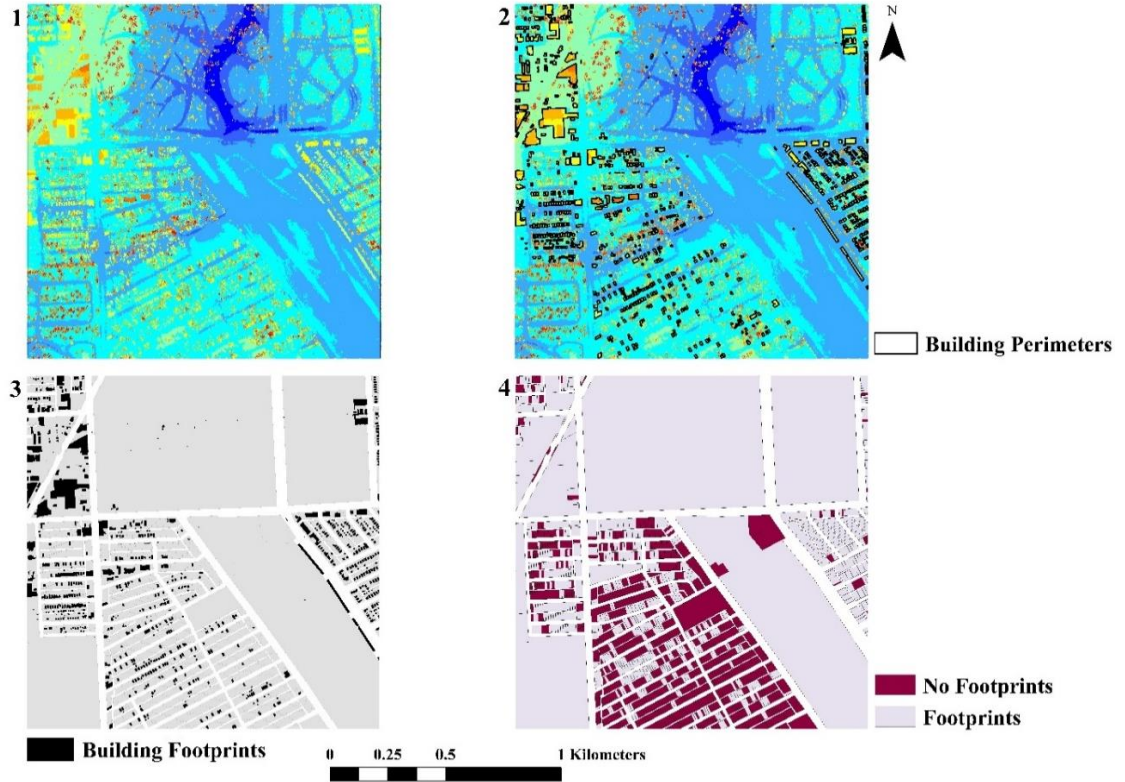 1
2
N
Building Perimeters
3
4
No Footprints
Footprints
Building Footprints
0 0.25 0.5 1 Kilometers